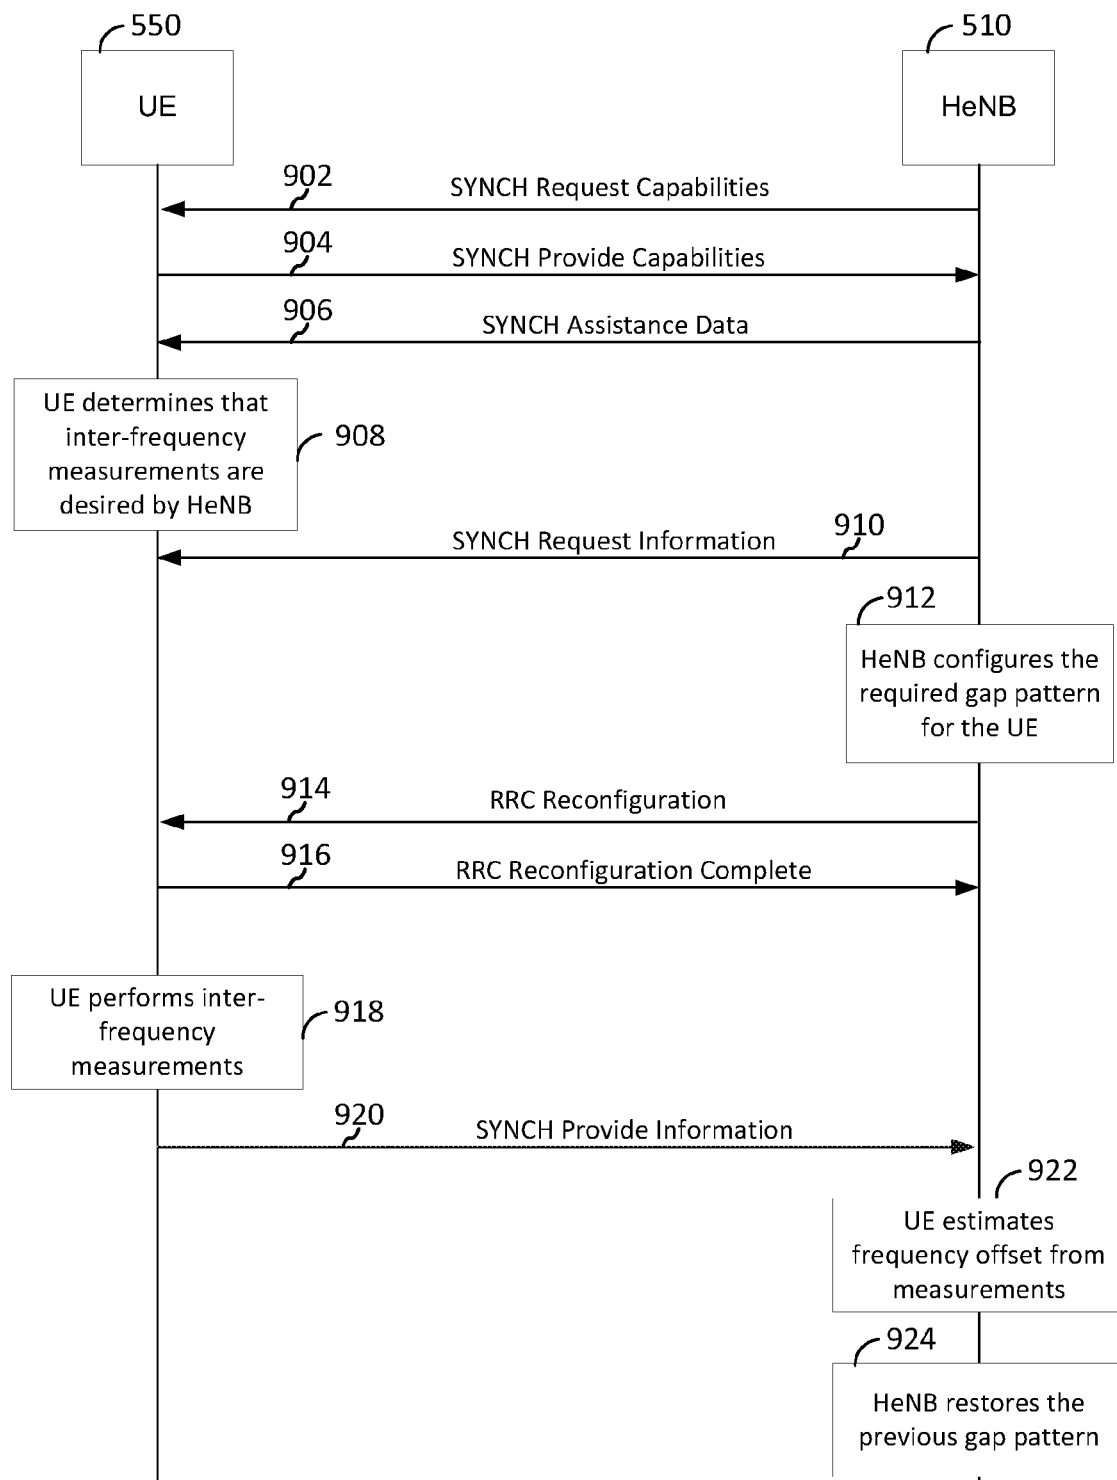 550
510
UE
HeNB
902
SYNCH Request Capabilities
904
SYNCH Provide Capabilities
906
SYNCH Assistance Data
UE determines that
inter-frequency
measurements are
desired by HeNB
908
SYNCH Request Information
910
912
HeNB configures the
required gap pattern
for the UE
914
RRC Reconfiguration
916
RRC Reconfiguration Complete
UE performs inter-
frequency
measurements
918
920
SYNCH Provide Information
922
UE estimates
frequency offset from
measurements
924
HeNB restores the
previous gap pattern